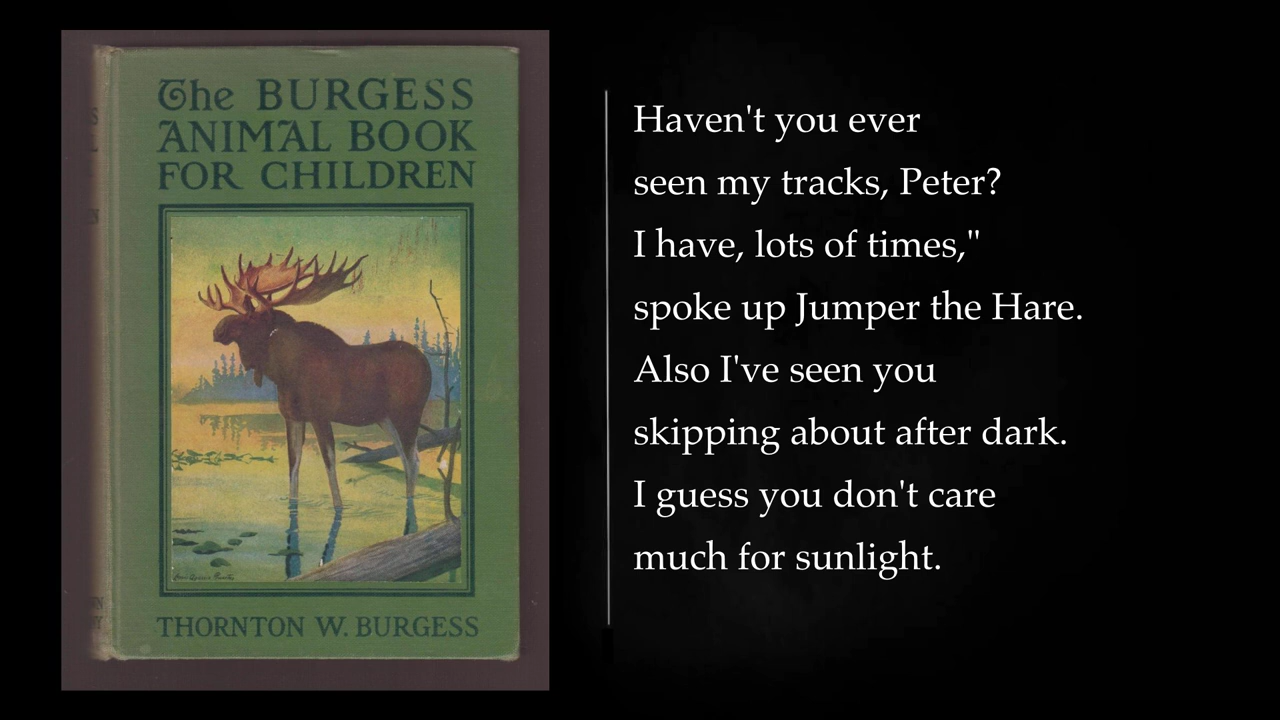 The BURGESS
ANIMAL BOOK
FOR CHILDREN
THORNTON W. BURGESS
Haven't you ever
seen my tracks, Peter?
I have, lots of times,"
spoke up Jumper the Hare.
Also I've seen you
skipping about after dark.
I guess you don't care
much for sunlight.